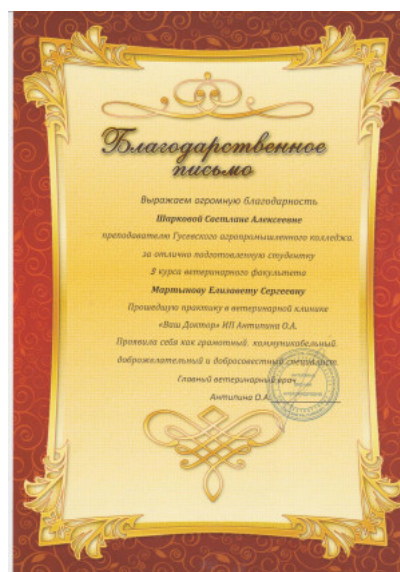 Благодарственное
письмо
Выражаем огромную благодарность
Шарковой Светлане Алексеевне
преподавателю Гусевского агропромышленного колледжа.
за отлично подготовленную студентку
3 курса ветеринарного факультета
Мартынову Елизавету Сергеевну
Прошедшую практику в ветеринарной клинике
«Ваш Доктор» ИП Антипина О.А.
Проявила себя как грамотный, коммуникабельный,
доброжелательный и добросовестный специалист.
Главный ветеринарный врач
Антипина О.А.